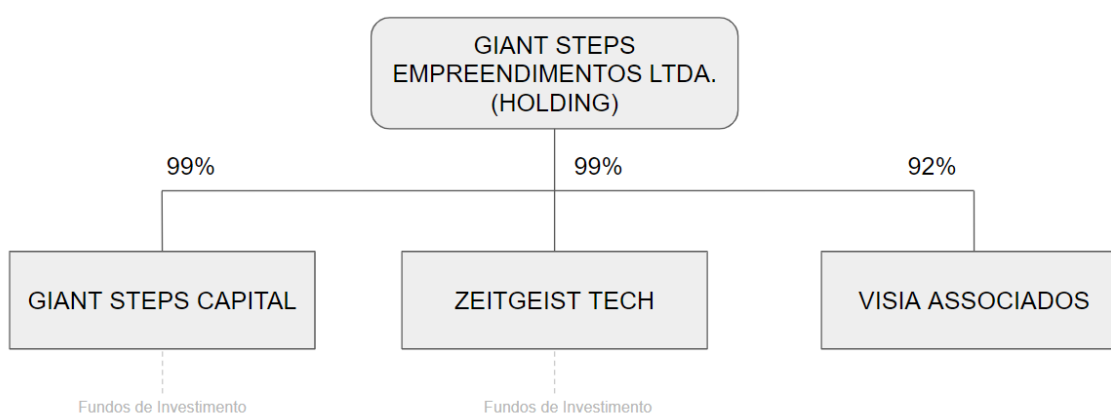 GIANT STEPS
EMPREENDIMENTOS LTDA.
(HOLDING)
99%
99%
92%
GIANT STEPS CAPITAL
ZEITGEIST TECH
VISIA ASSOCIADOS
Fundos de Investimento
Fundos de Investimento